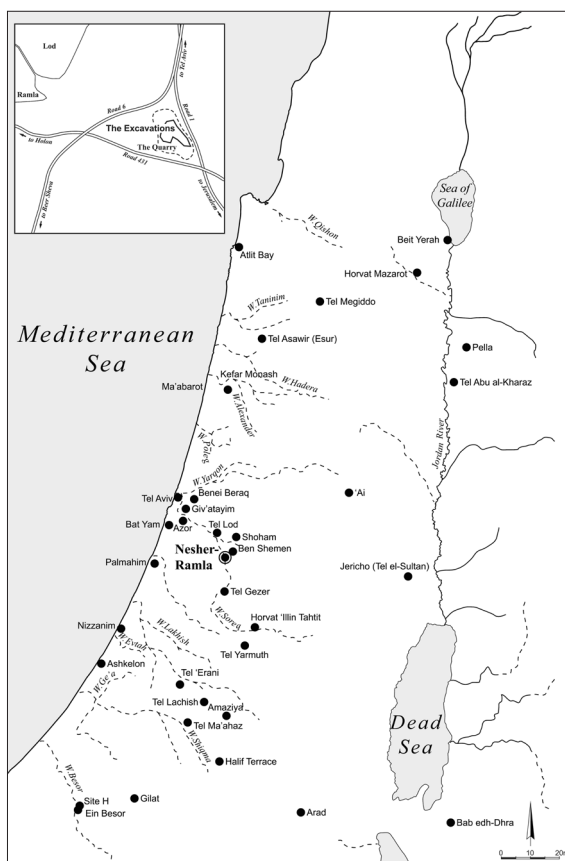 Lod
Ramla
to Tel Aviv
Road 6
Road 1
The Excavations
to Holon
The Quarry
Road 431
to Beer Sheva
to Jerusalem
Sea of
Galilee
W.Qishon
Beit Yerah
Atlit Bay
Horvat Mazarot
W.Taninim
Tel Megiddo
Mediterranean
Sea
Tel Asawir (Esur)
Pella
Kefar Monash
Ma'abarot
W.Hadera
Tel Abu al-Kharaz
W.Alexander
W.Poleg
Jordan River
W.Yarqon
Tel Aviv
Benei Beraq
'Ai
Giv'atayim
Bat Yam
Azor
Tel Lod
Shoham
Nesher-
Ramla
Ben Shemen
Palmahim
Jericho (Tel el-Sultan)
Tel Gezer
W.Soreq
Horvat 'Illin Tahtit
Nizzanim
W.Lakhish
W.Evtah
Tel Yarmuth
Ashkelon
W.Ge'a
Tel 'Erani
Tel Lachish
Amaziya
Dead
Sea
Tel Ma'ahaz
W.Shiqma
Halif Terrace
W.Besor
Site H
Gilat
Ein Besor
Arad
Bab edh-Dhra
0
10
20